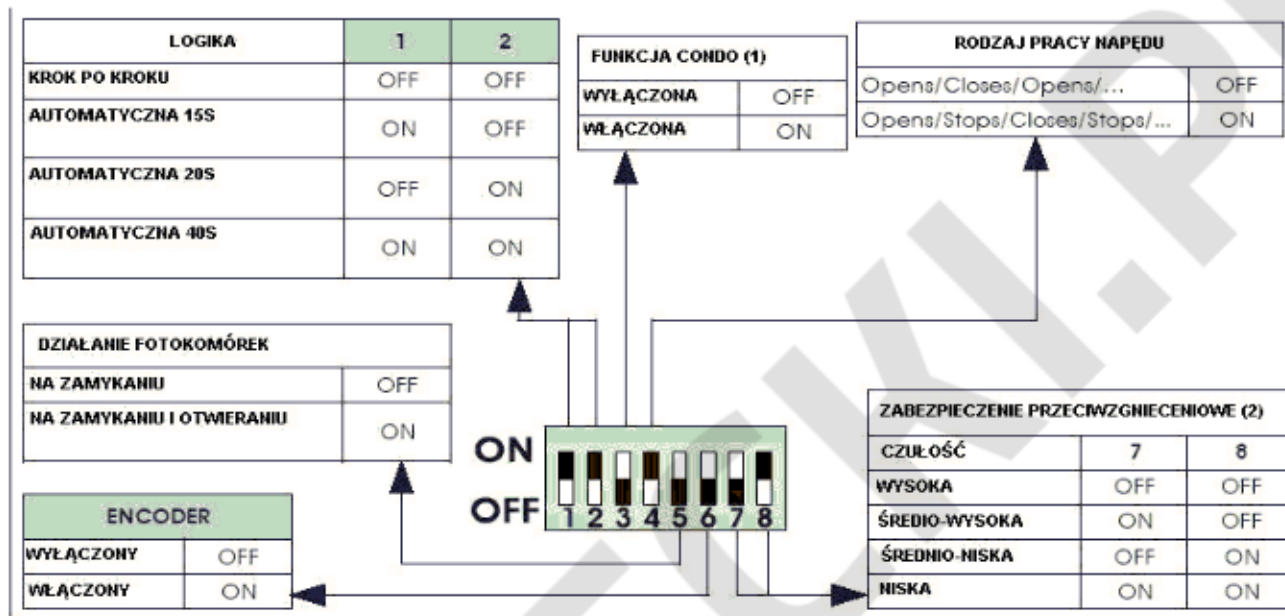 LOGIKA 1 2
KROK PO KROKU OFF OFF
AUTOMATYCZNA 15S ON OFF
AUTOMATYCZNA 20S OFF ON
AUTOMATYCZNA 40S ON ON
FUNKCJA CONDO (1)
WYŁĄCZONA OFF
WŁĄCZONA ON
RODZAJ PRACY NAPĘDU
Opens/Closes/Opens/... OFF
Opens/Stops/Closes/Stops/... ON
DZIAŁANIE FOTOKOMÓREK
NA ZAMYKANIU OFF
NA ZAMYKANIU I OTWIERANIU ON
ENCODER
WYŁĄCZONY OFF
WŁĄCZONY ON
ON
OFF
1 2 3 4 5 6 7 8
ZABEZPIECZENIE PRZECIWZGNIECENIOWE (2)
CZUŁOŚĆ 7 8
WYSOKA OFF OFF
ŚREDIO-WYSOKA ON OFF
ŚREDNIO-NISKA OFF ON
NISKA ON ON